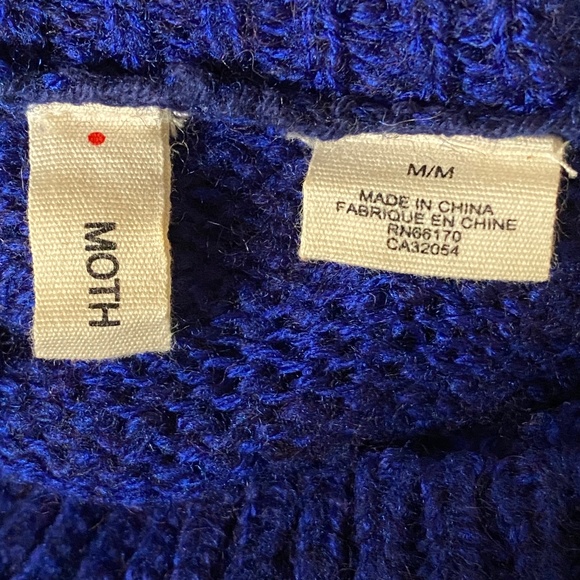 MOTH
M/M
MADE IN CHINA
FABRIQUE EN CHINE
RN66170
CA32054